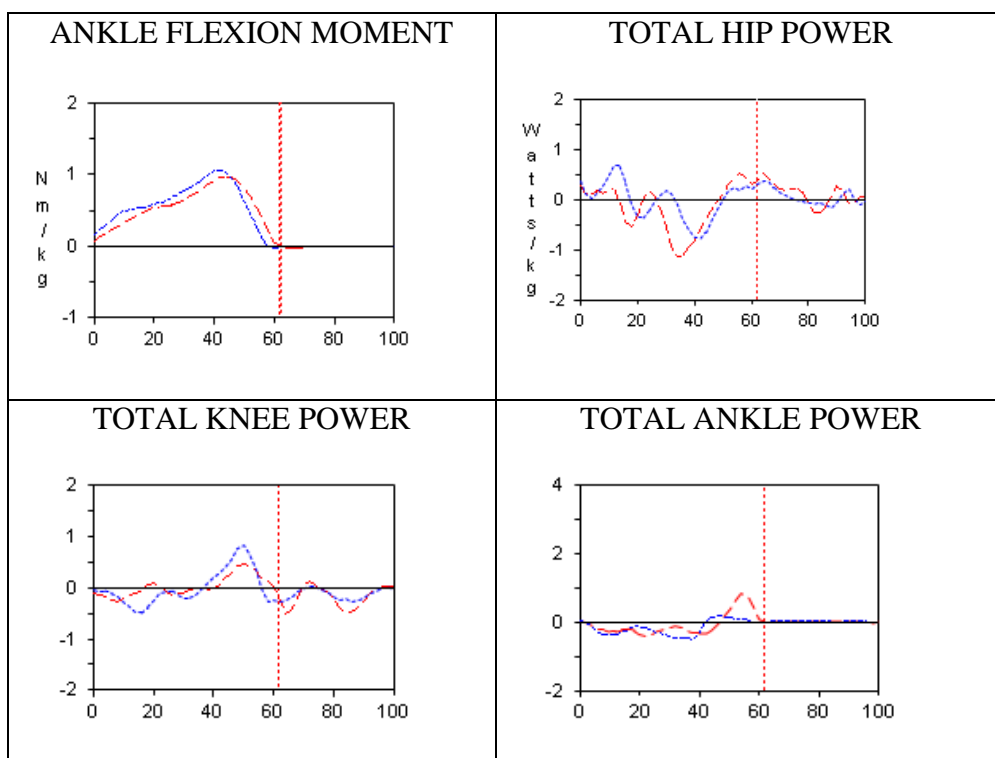 ANKLE FLEXION MOMENT
2
1
0
-1
N
m
/
k
g
0 20 40 60 80 100
TOTAL HIP POWER
2
1
0
-1
-2
W
a
t
t
s
/
k
g
0 20 40 60 80 100
TOTAL KNEE POWER
2
1
0
-1
-2
0 20 40 60 80 100
TOTAL ANKLE POWER
4
2
0
-2
0 20 40 60 80 100